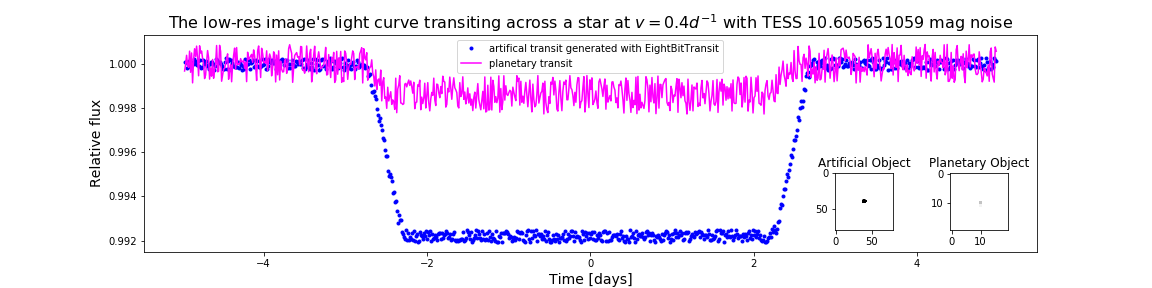 The low-res image's light curve transiting across a star at v = 0.4d⁻¹ with TESS 10.605651059 mag noise
artifical transit generated with EightBitTransit
planetary transit
Relative flux
1.000
0.998
0.996
0.994
0.992
Artificial Object
Planetary Object
0
50
0
50
0
10
0
10
−4
−2
0
2
4
Time [days]